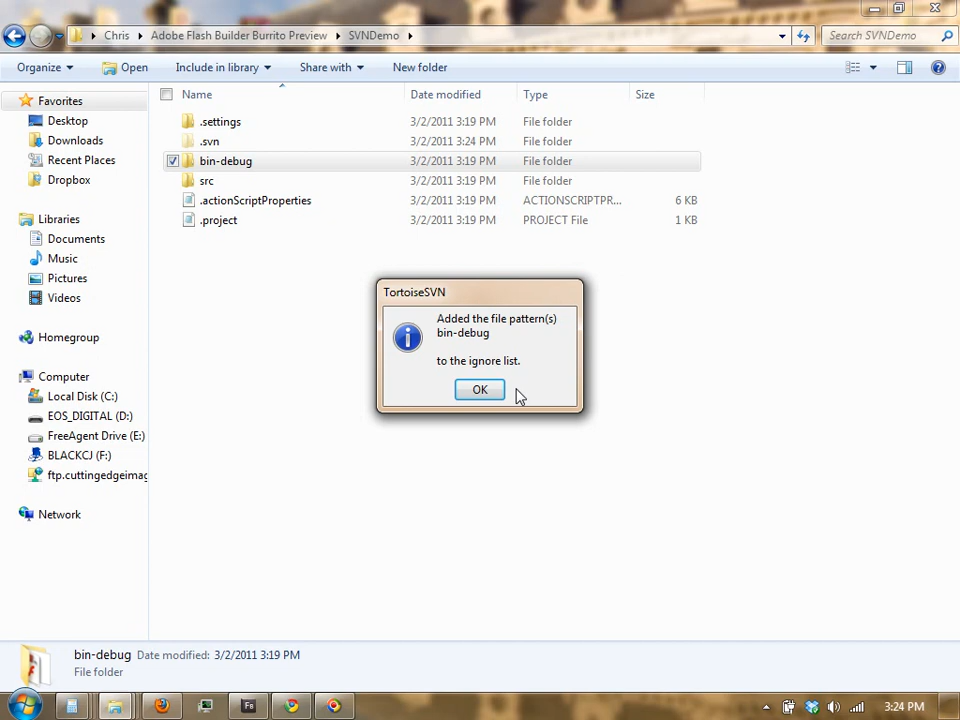 Chris
Adobe Flash Builder Burrito Preview
SVNDemo
Search SVNDemo
Organize
Open
Include in library
Share with
New folder
Name
Date modified
Type
Size
Favorites
Desktop
Downloads
Recent Places
Dropbox
Libraries
Documents
Music
Pictures
Videos
Homegroup
Computer
Local Disk (C:)
EOS_DIGITAL (D:)
FreeAgent Drive (E:)
BLACKCJ (F:)
ftp.cuttingedgeimag
Network
.settings 3/2/2011 3:19 PM File folder
.svn 3/2/2011 3:24 PM File folder
bin-debug 3/2/2011 3:19 PM File folder
src 3/2/2011 3:19 PM File folder
.actionScriptProperties 3/2/2011 3:19 PM ACTIONSCRIPTPR... 6 KB
.project 3/2/2011 3:19 PM PROJECT File 1 KB
TortoiseSVN
Added the file pattern(s)
bin-debug
to the ignore list.
OK
bin-debug Date modified: 3/2/2011 3:19 PM
File folder
Fs
3:24 PM